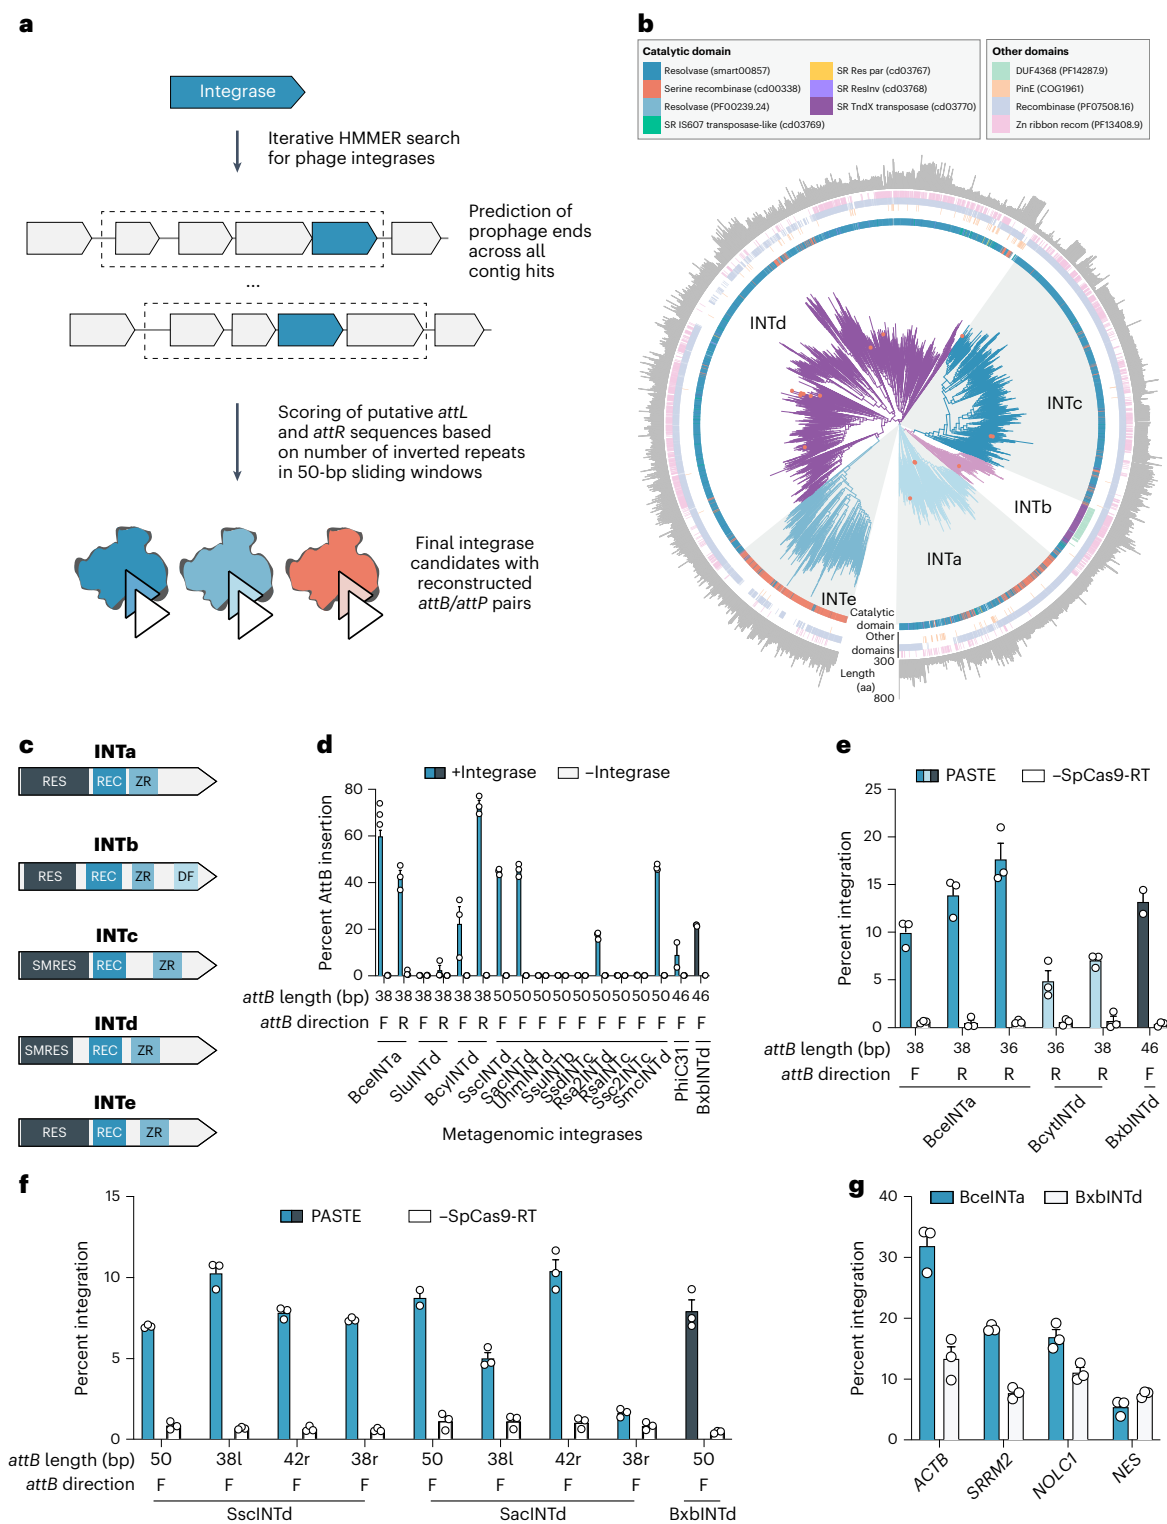 a
Integrase
Iterative HMMER search
for phage integrases
Prediction of
prophage ends
across all
contig hits
...
Scoring of putative attL
and attR sequences based
on number of inverted repeats
in 50-bp sliding windows
Final integrase
candidates with
reconstructed
attB/attP pairs
b
Catalytic domain
Resolvase (smart00857)
Serine recombinase (cd00338)
Resolvase (PF00239.24)
SR IS607 transposase-like (cd03769)
SR Res par (cd03767)
SR ResInv (cd03768)
SR TndX transposase (cd03770)
Other domains
DUF4368 (PF14287.9)
PinE (COG1961)
Recombinase (PF07508.16)
Zn ribbon recom (PF13408.9)
INTd
INTc
INTb
INTa
INTe
Catalytic
domain
Other
domains
300
Length
(aa)
800
c
INTa
RES REC ZR
INTb
RES REC ZR DF
INTc
SMRES REC ZR
INTd
SMRES REC ZR
INTe
RES REC ZR
d
+Integrase –Integrase
Percent AttB insertion
80
60
40
20
0
attB length (bp) 38 38 38 38 38 38 50 50 50 50 50 50 50 50 50 46 46
attB direction F R F R F R F F F F F F F F F F F
BceINTa SluINTd BcyINTd SscINTd SacINTd UhmINTd SsuINTb SsdINTc Rsa2INTd RsaINTc Ssc2INTc SmcINTd PhiC31 BxbINTd
Metagenomic integrases
e
PASTE –SpCas9-RT
Percent integration
25
20
15
10
5
0
attB length (bp) 38 38 36 36 38 46
attB direction F R R R R F
BceINTa BcytINTd BxbINTd
f
PASTE –SpCas9-RT
Percent integration
15
10
5
0
attB length (bp) 50 38l 42r 38r 50 38l 42r 38r 50
attB direction F F F F F F F F F
SscINTd SacINTd BxbINTd
g
BceINTa BxbINTd
Percent integration
40
30
20
10
0
ACTB SRRM2 NOLC1 NES